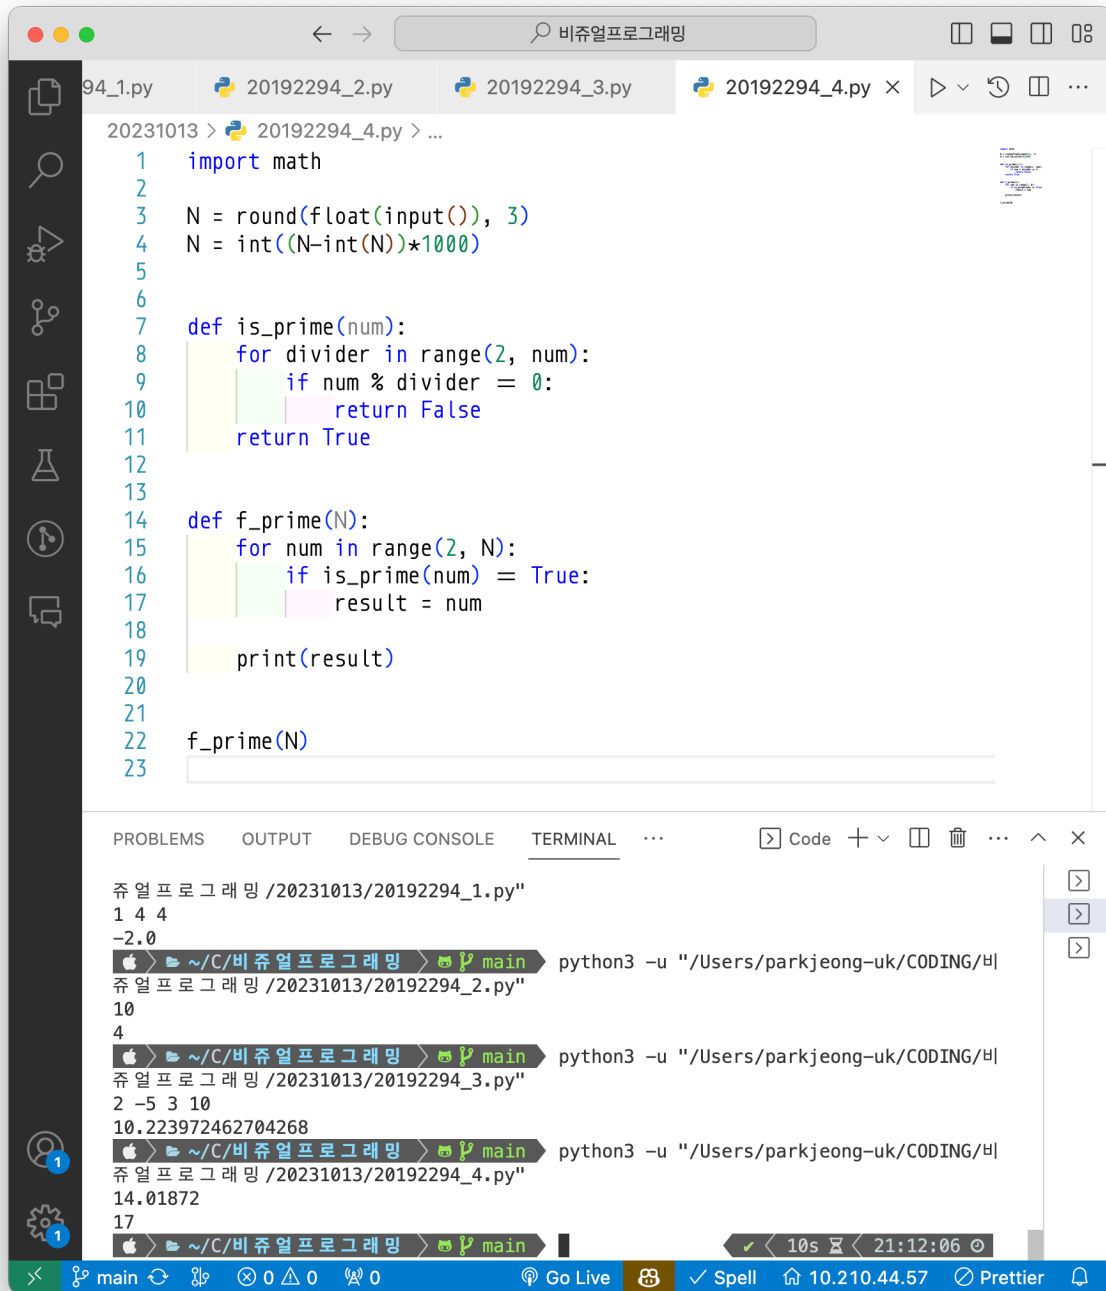 비쥬얼프로그래밍
94_1.py 20192294_2.py 20192294_3.py 20192294_4.py
20231013 > 20192294_4.py > ...
1 import math
2
3 N = round(float(input()), 3)
4 N = int((N-int(N))*1000)
5
6
7 def is_prime(num):
8 for divider in range(2, num):
9 if num % divider == 0:
10 return False
11 return True
12
13
14 def f_prime(N):
15 for num in range(2, N):
16 if is_prime(num) == True:
17 result = num
18
19 print(result)
20
21
22 f_prime(N)
23
PROBLEMS OUTPUT DEBUG CONSOLE TERMINAL ... Code
쥬얼프로그래밍/20231013/20192294_1.py"
1 4 4
-2.0
~/C/비쥬얼프로그래밍 main python3 -u "/Users/parkjeong-uk/CODING/비
쥬얼프로그래밍/20231013/20192294_2.py"
10
4
~/C/비쥬얼프로그래밍 main python3 -u "/Users/parkjeong-uk/CODING/비
쥬얼프로그래밍/20231013/20192294_3.py"
2 -5 3 10
10.223972462704268
~/C/비쥬얼프로그래밍 main python3 -u "/Users/parkjeong-uk/CODING/비
쥬얼프로그래밍/20231013/20192294_4.py"
14.01872
17
~/C/비쥬얼프로그래밍 main 10s 21:12:06
1
1
main 0 0 0 Go Live Spell 10.210.44.57 Prettier